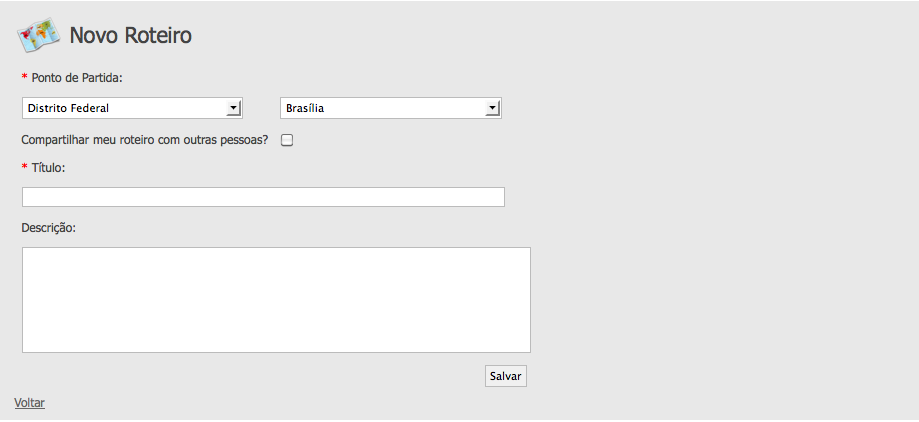 Novo Roteiro
* Ponto de Partida:
Distrito Federal Brasília
Compartilhar meu roteiro com outras pessoas?
* Título:
Descrição:
Salvar
Voltar